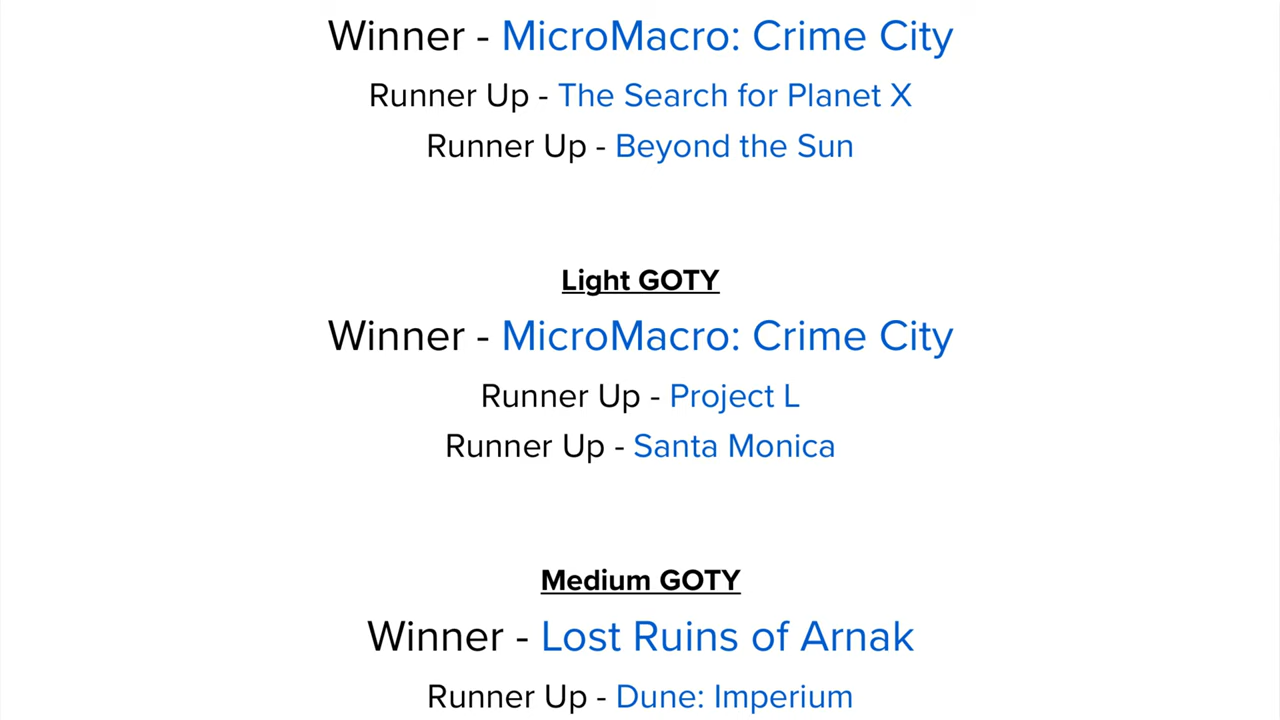 Winner - MicroMacro: Crime City
Runner Up - The Search for Planet X
Runner Up - Beyond the Sun
Light GOTY
Winner - MicroMacro: Crime City
Runner Up - Project L
Runner Up - Santa Monica
Medium GOTY
Winner - Lost Ruins of Arnak
Runner Up - Dune: Imperium